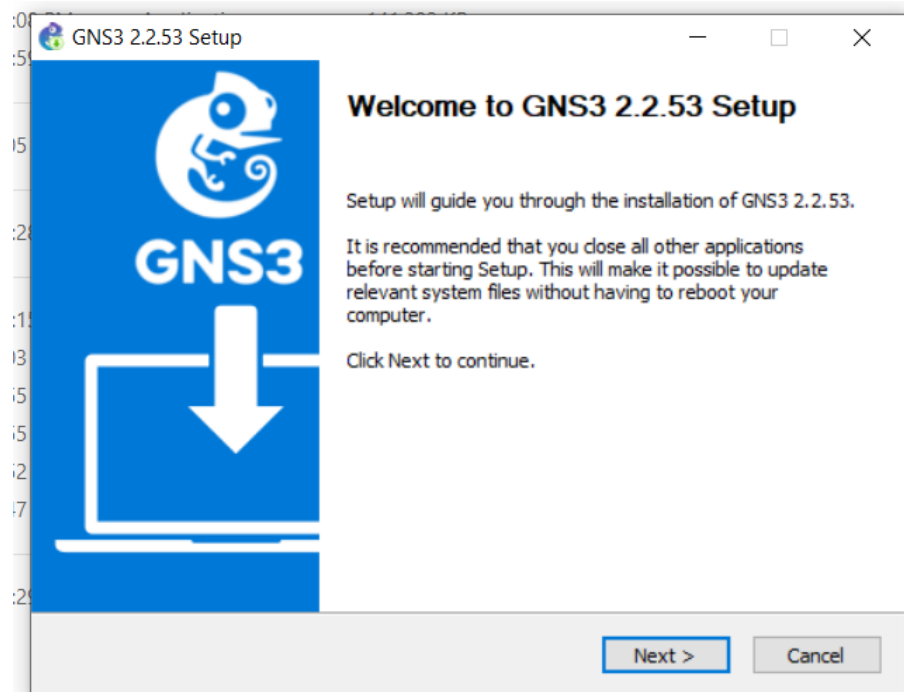 GNS3 2.2.53 Setup
Welcome to GNS3 2.2.53 Setup
Setup will guide you through the installation of GNS3 2.2.53.
It is recommended that you close all other applications
before starting Setup. This will make it possible to update
relevant system files without having to reboot your
computer.
Click Next to continue.
GNS3
Next >
Cancel